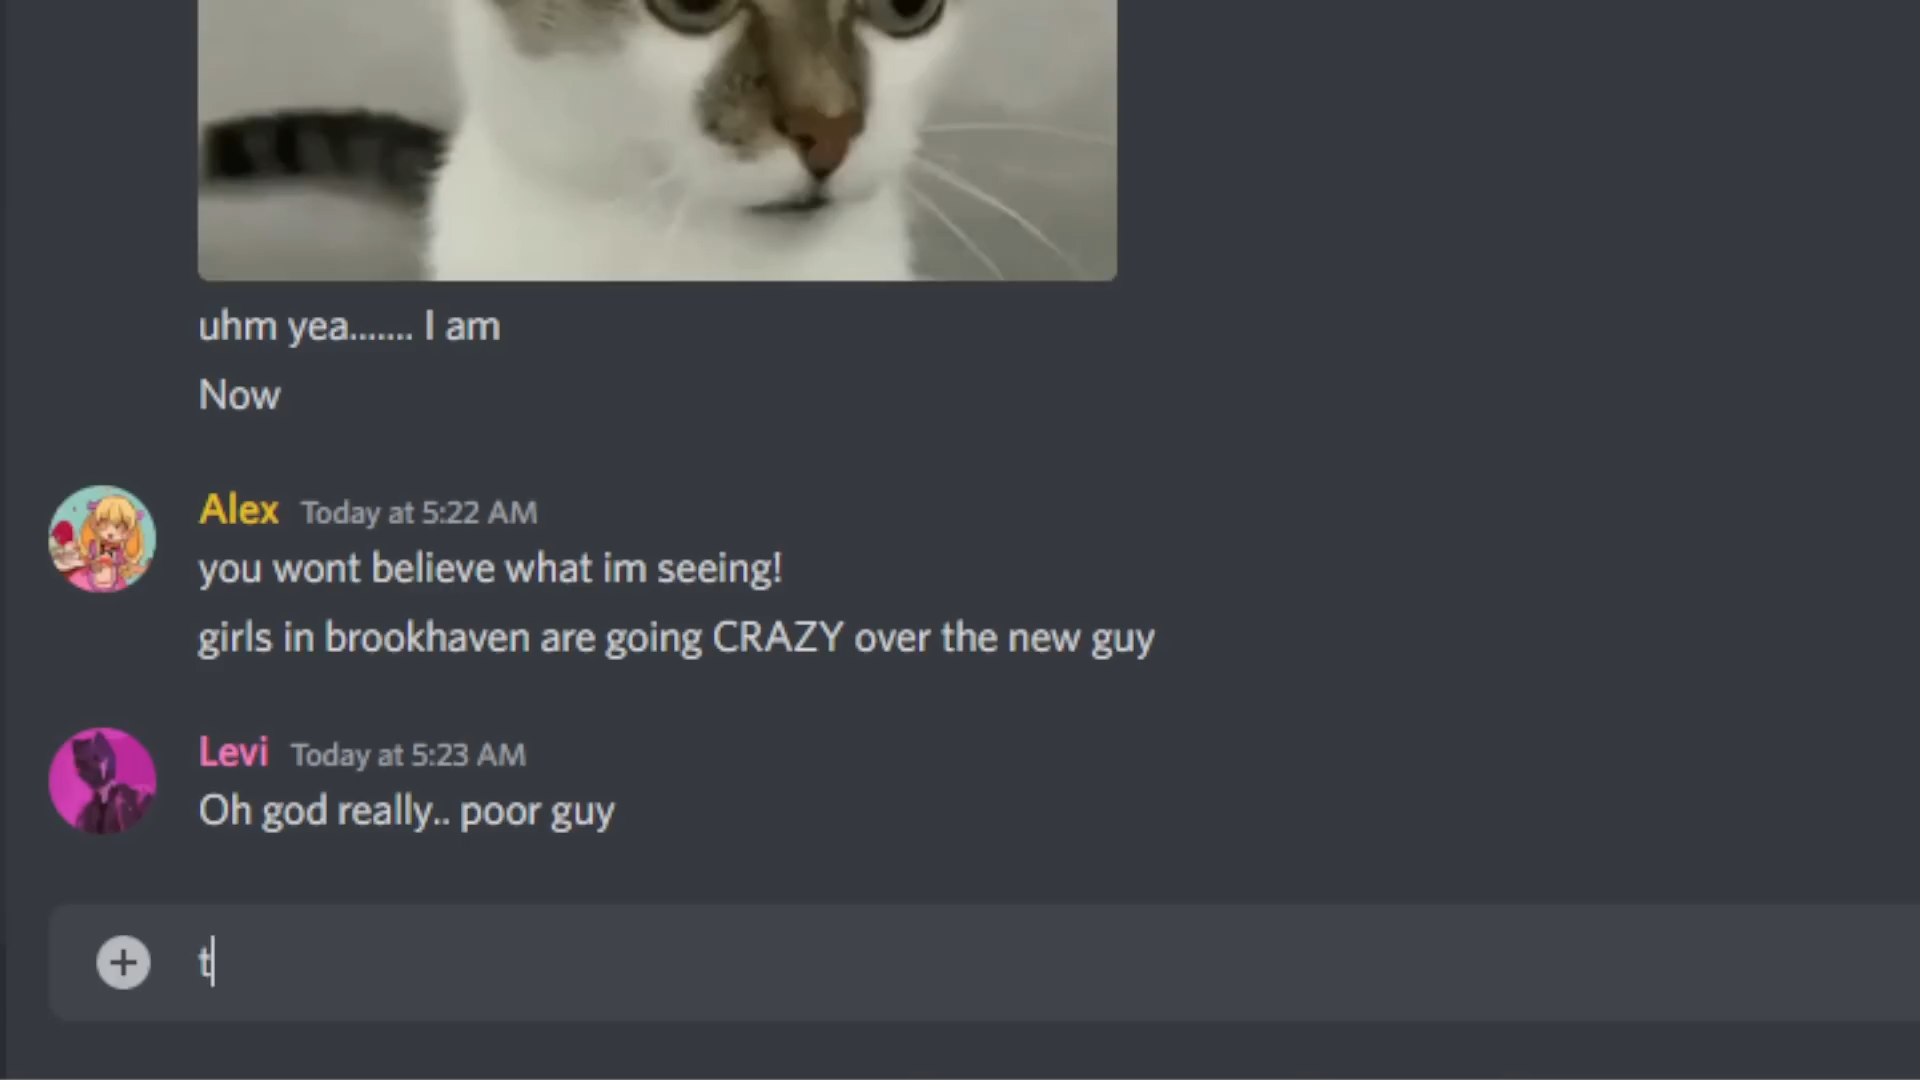 uhm yea....... I am
Now
Alex Today at 5:22 AM
you wont believe what im seeing!
girls in brookhaven are going CRAZY over the new guy
Levi Today at 5:23 AM
Oh god really.. poor guy
t